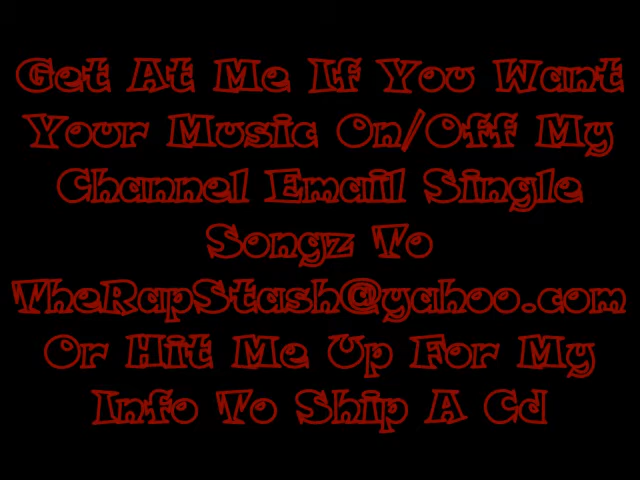 Get At Me If You Want
Your Music On/Off My
Channel Email Single
Songz To
TheRapStash@yahoo.com
Or Hit Me Up For My
Info To Ship A Cd